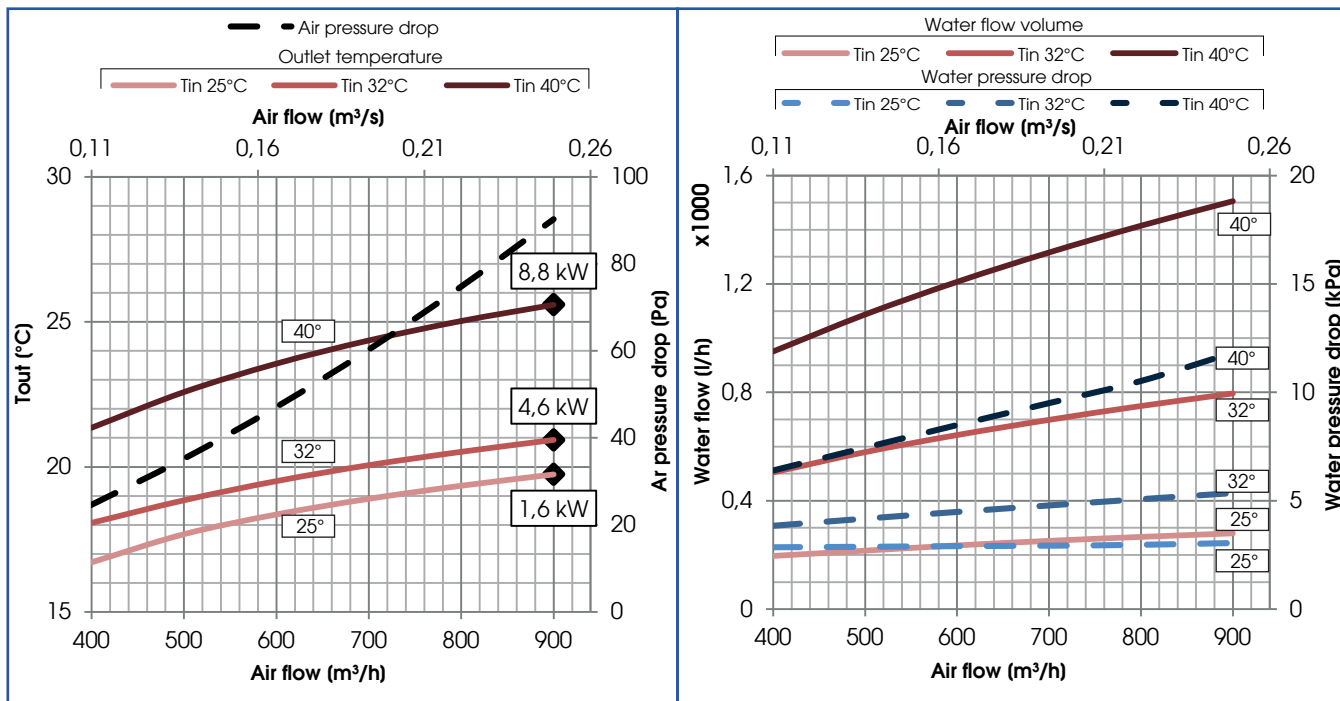 Air pressure drop
Outlet temperature
Tin 25°C Tin 32°C Tin 40°C
Air flow (m³/s)
0,11 0,16 0,21 0,26
30 100
80
25
60
20 40
20
15 0
Tout (°C)
Ar pressure drop (Pa)
8,8 kW
40°
4,6 kW
32°
25°
1,6 kW
400 500 600 700 800 900
Air flow (m³/h)
Water flow volume
Tin 25°C Tin 32°C Tin 40°C
Water pressure drop
Tin 25°C Tin 32°C Tin 40°C
Air flow (m³/s)
0,11 0,16 0,21 0,26
1,6 20
1,2 15
0,8 10
0,4 5
0 0
x1000
Water flow (l/h)
Water pressure drop (kPa)
40°
40°
32°
32°
25°
25°
400 500 600 700 800 900
Air flow (m³/h)